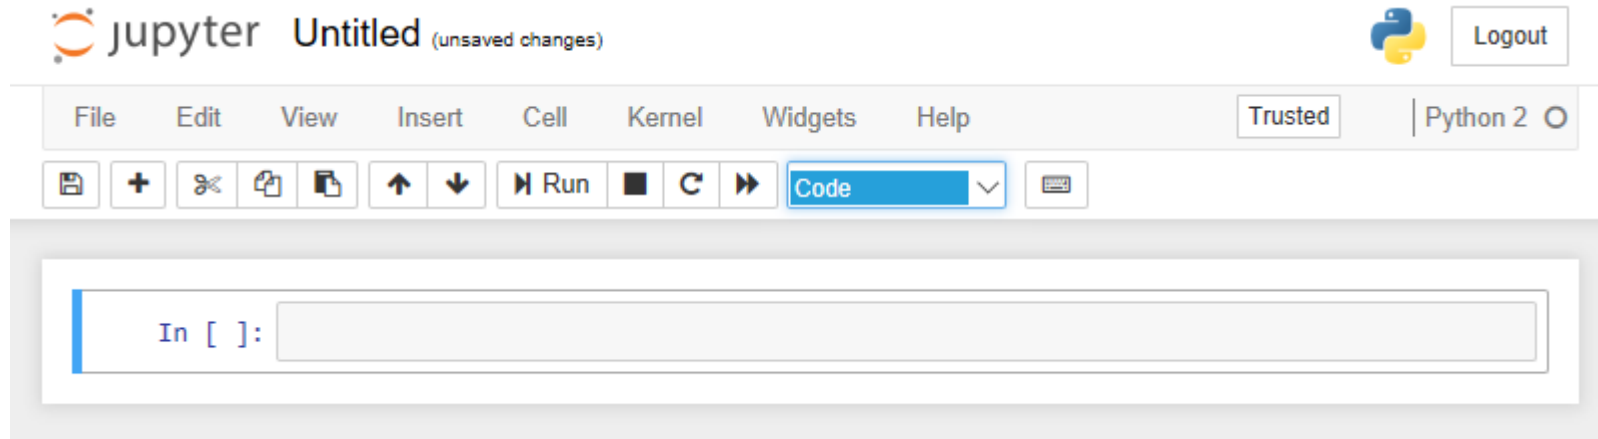 jupyter Untitled (unsaved changes) Logout
File Edit View Insert Cell Kernel Widgets Help Trusted Python 2
Run Code
In [ ]: